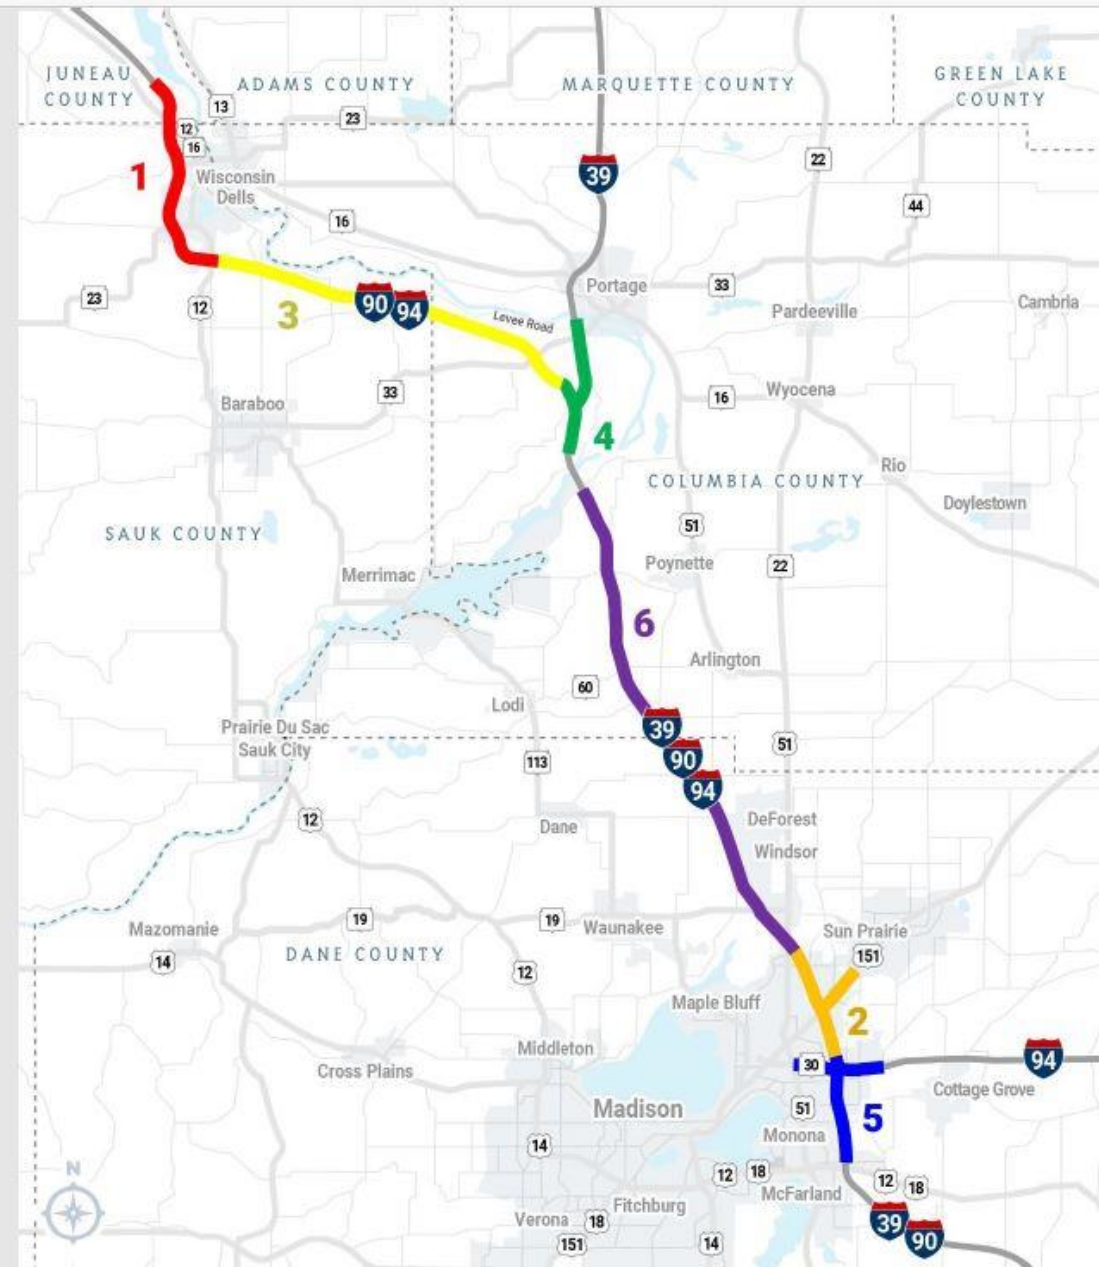 JUNEAU
COUNTY
ADAMS COUNTY
MARQUETTE COUNTY
GREEN LAKE
COUNTY
13
23
12
16
1
Wisconsin
Dells
39
22
44
16
23
12
3
90
94
Levee Road
Portage
33
Pardeeville
Cambria
33
Baraboo
16
Wyocena
4
COLUMBIA COUNTY
Rio
Doylestown
SAUK COUNTY
51
Poynette
22
Merrimac
6
Arlington
60
Lodi
39
90
94
Prairie Du Sac
Sauk City
113
51
12
Dane
DeForest
Windsor
Mazomanie
19
19
Waunakee
Sun Prairie
151
DANE COUNTY
14
12
Maple Bluff
2
Middleton
30
94
Cross Plains
Cottage Grove
Madison
51
5
Monona
14
12
18
McFarland
12
18
N
Fitchburg
Verona
18
39
90
151
14